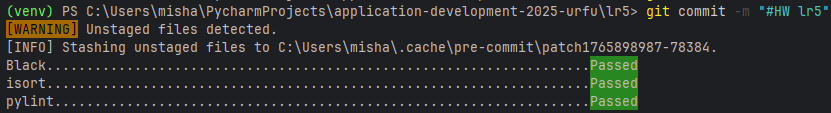 (venv) PS C:\Users\misha\PycharmProjects\application-development-2025-urfu\lr5> git commit -m "#HW lr5"
[WARNING] Unstaged files detected.
[INFO] Stashing unstaged files to C:\Users\misha\.cache\pre-commit\patch1765898987-78384.
Black....................................................................Passed
isort....................................................................Passed
pylint...................................................................Passed